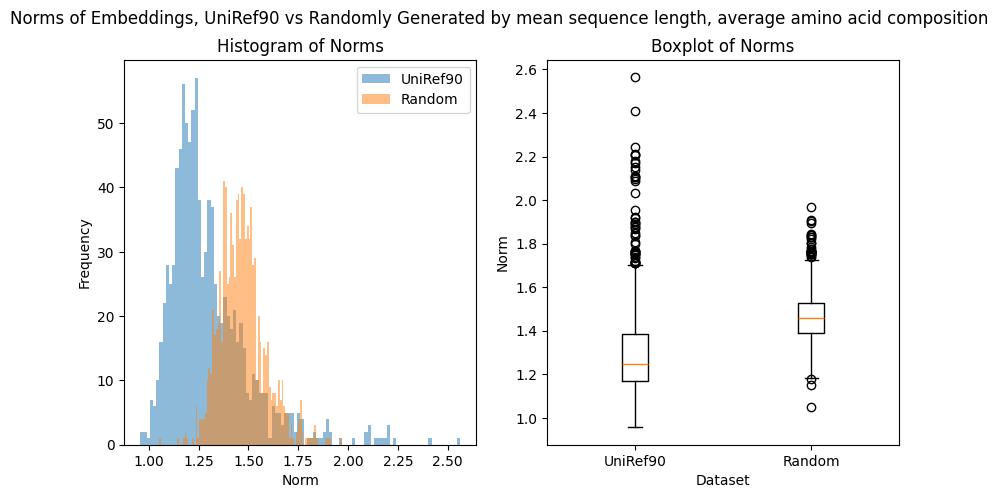 Norms of Embeddings, UniRef90 vs Randomly Generated by mean sequence length, average amino acid composition
Histogram of Norms
UniRef90
Random
50
40
30
20
10
0
Frequency
1.00 1.25 1.50 1.75 2.00 2.25 2.50
Norm
Boxplot of Norms
2.6
2.4
2.2
2.0
1.8
1.6
1.4
1.2
1.0
Norm
UniRef90 Random
Dataset